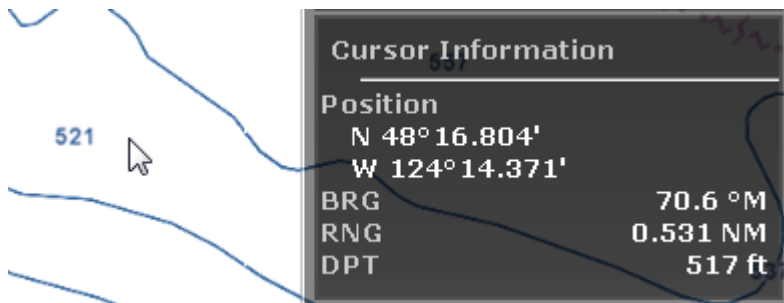 Cursor Information
537
521
Position
N 48°16.804'
W 124°14.371'
BRG 70.6 °M
RNG 0.531 NM
DPT 517 ft